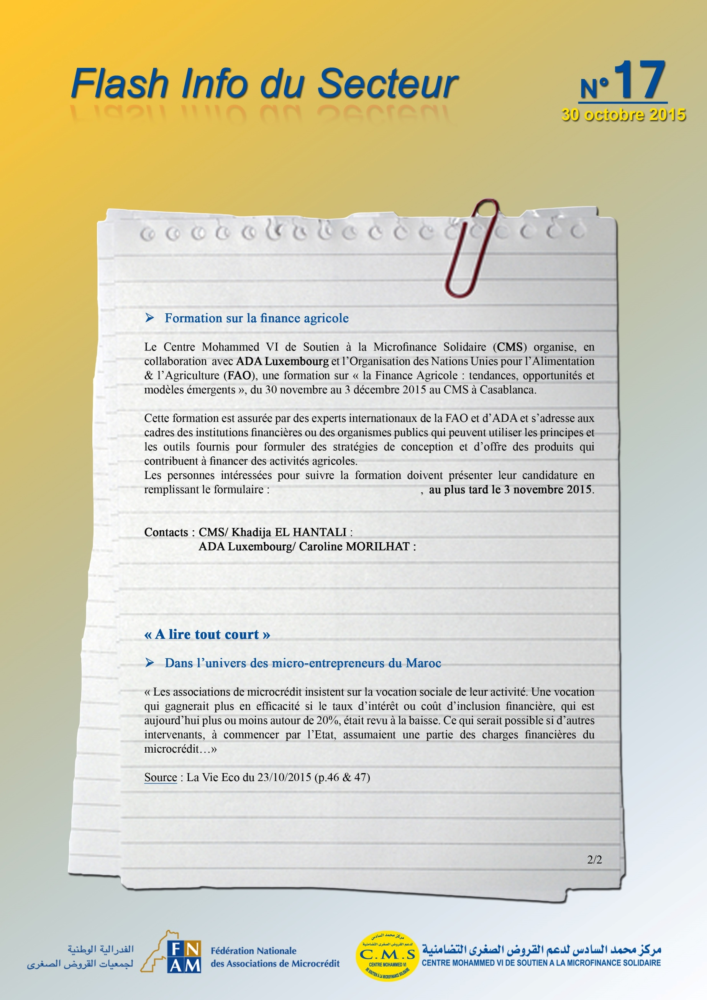 Flash Info du Secteur
N° 17
30 octobre 2015
➢ Formation sur la finance agricole
Le Centre Mohammed VI de Soutien à la Microfinance Solidaire (CMS) organise, en
collaboration avec ADA Luxembourg et l’Organisation des Nations Unies pour l’Alimentation
& l’Agriculture (FAO), une formation sur « la Finance Agricole : tendances, opportunités et
modèles émergents », du 30 novembre au 3 décembre 2015 au CMS à Casablanca.
Cette formation est assurée par des experts internationaux de la FAO et d’ADA et s’adresse aux
cadres des institutions financières ou des organismes publics qui peuvent utiliser les principes et
les outils fournis pour formuler des stratégies de conception et d’offre des produits qui
contribuent à financer des activités agricoles.
Les personnes intéressées pour suivre la formation doivent présenter leur candidature en
remplissant le formulaire : , au plus tard le 3 novembre 2015.
Contacts : CMS/ Khadija EL HANTALI :
ADA Luxembourg/ Caroline MORILHAT :
« A lire tout court »
➢ Dans l’univers des micro-entrepreneurs du Maroc
« Les associations de microcrédit insistent sur la vocation sociale de leur activité. Une vocation
qui gagnerait plus en efficacité si le taux d’intérêt ou coût d’inclusion financière, qui est
aujourd’hui plus ou moins autour de 20%, était revu à la baisse. Ce qui serait possible si d’autres
intervenants, à commencer par l’Etat, assumaient une partie des charges financières du
microcrédit…»
Source : La Vie Eco du 23/10/2015 (p.46 & 47)
2/2
الفدرالية الوطنية
لجمعيات القروض الصغرى
FN
AM
Fédération Nationale
des Associations de Microcrédit
مركز محمد السادس
لدعم القروض الصغرى التضامنية
C.M.S
CENTRE MOHAMMED VI
DE SOUTIEN À LA MICROFINANCE SOLIDAIRE
مركز محمد السادس لدعم القروض الصغرى التضامنية
CENTRE MOHAMMED VI DE SOUTIEN A LA MICROFINANCE SOLIDAIRE